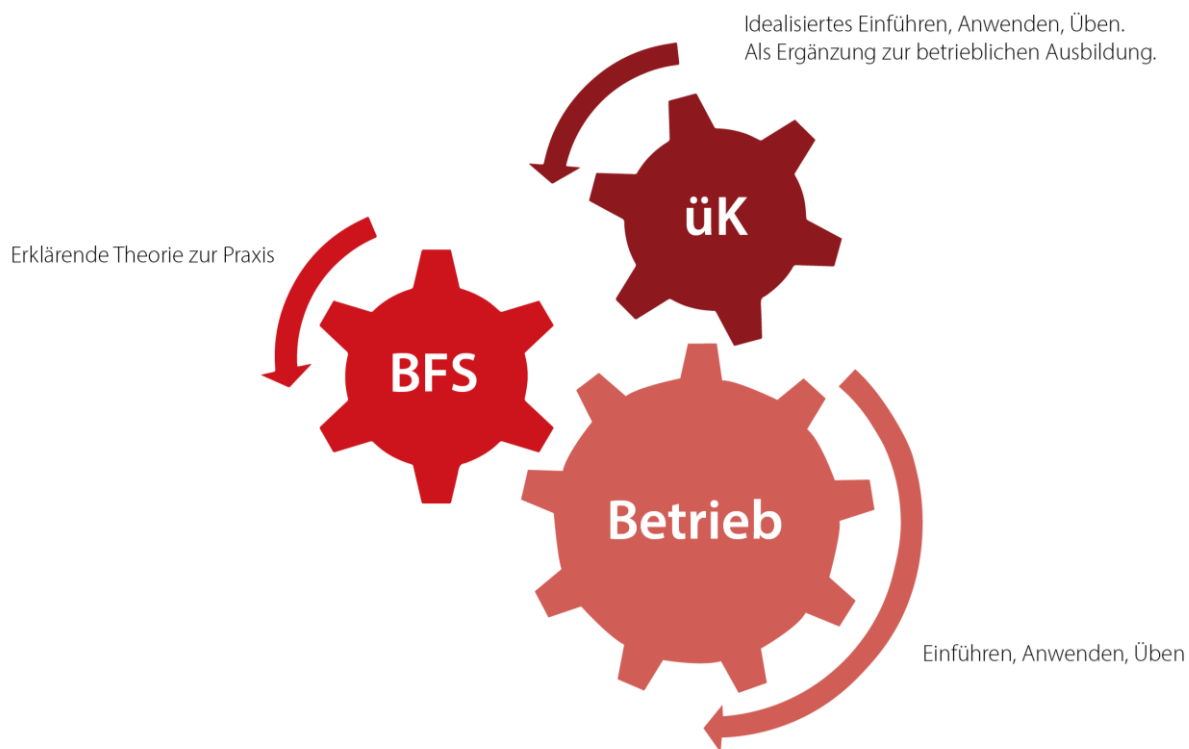 Idealisiertes Einführen, Anwenden, Üben.
Als Ergänzung zur betrieblichen Ausbildung.
üK
Erklärende Theorie zur Praxis
BFS
Betrieb
Einführen, Anwenden, Üben